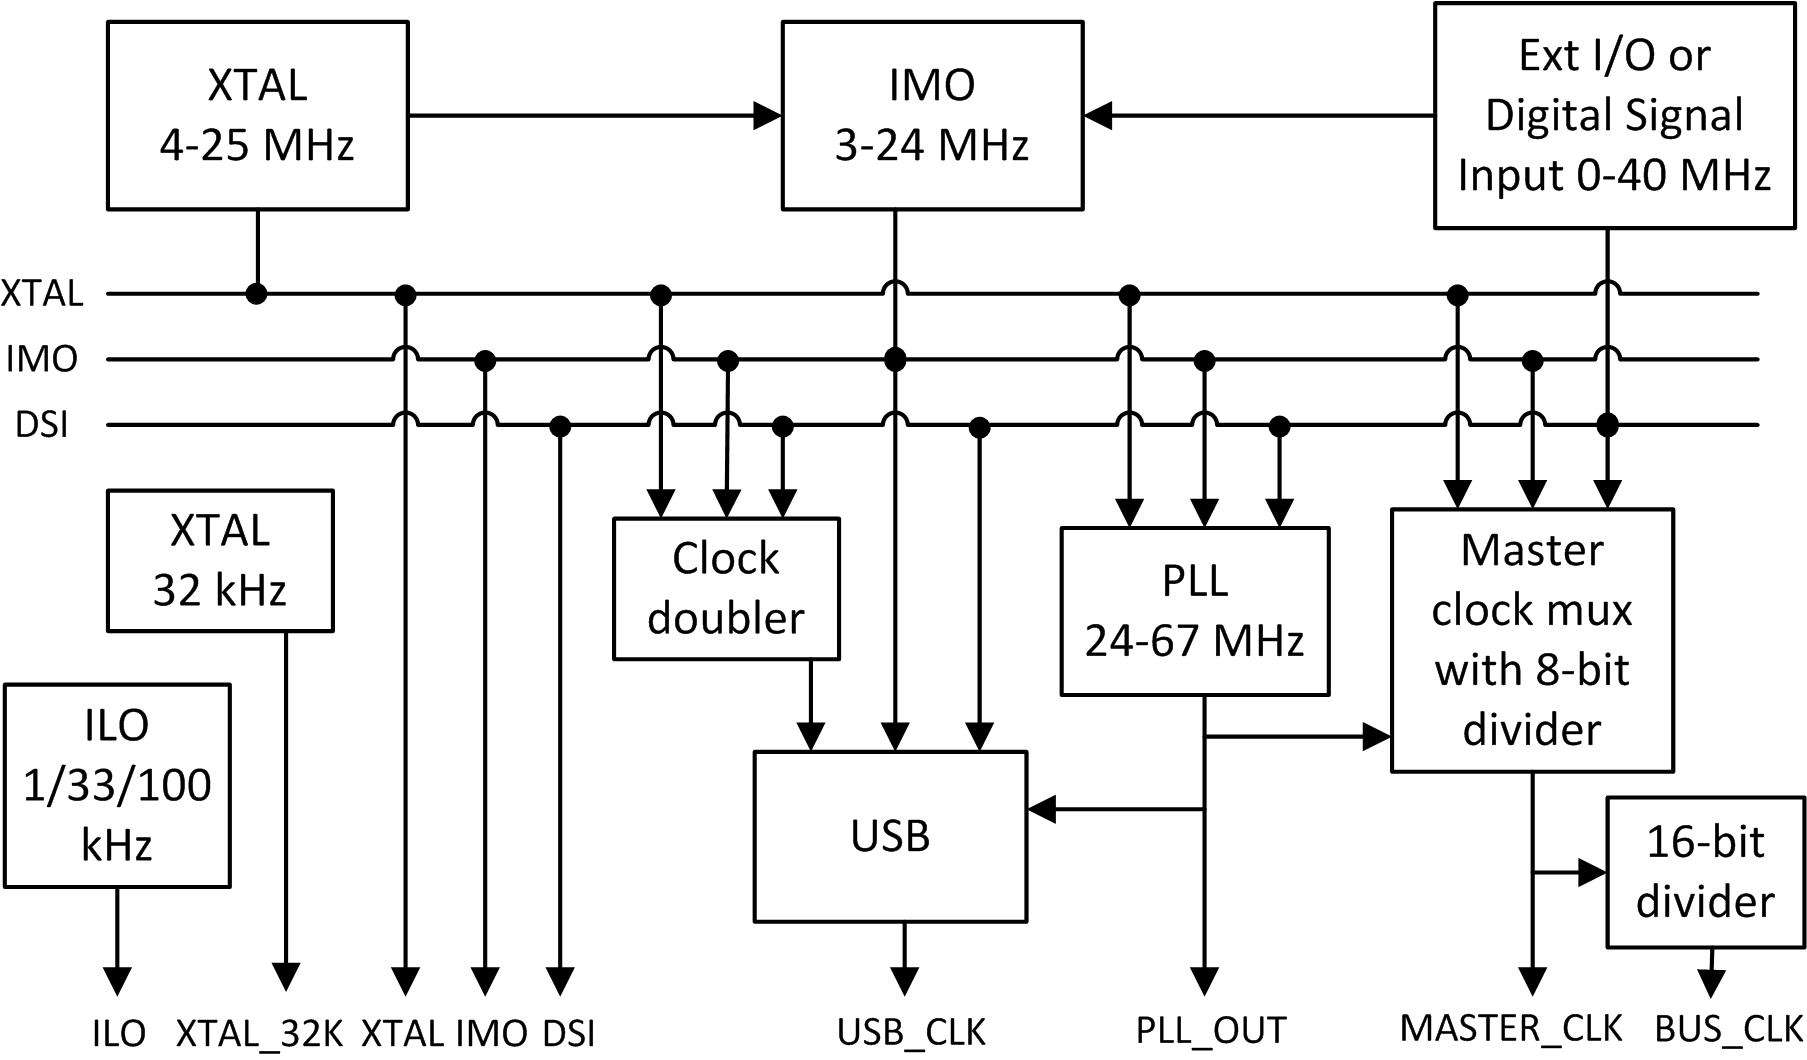 XTAL
4-25 MHz
IMO
3-24 MHz
Ext I/O or
Digital Signal
Input 0-40 MHz
XTAL
IMO
DSI
XTAL
32 kHz
Clock
doubler
PLL
24-67 MHz
Master
clock mux
with 8-bit
divider
ILO
1/33/100
kHz
USB
16-bit
divider
ILO
XTAL_32K
XTAL
IMO
DSI
USB_CLK
PLL_OUT
MASTER_CLK
BUS_CLK